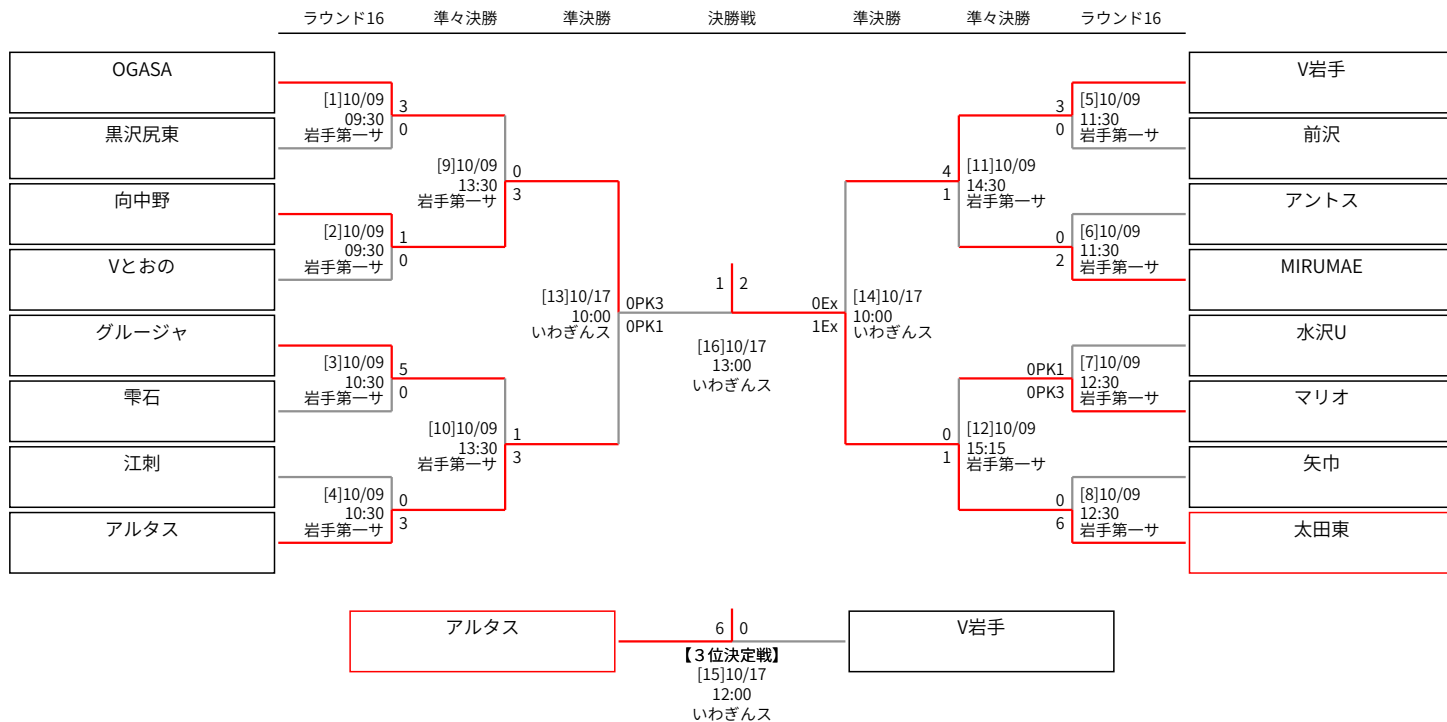 ラウンド16 準々決勝 準決勝 決勝戦 準決勝 準々決勝 ラウンド16
OGASA
黒沢尻東
向中野
Vとおの
グルージャ
雫石
江刺
アルタス
[1]10/09
09:30
岩手第一サ
3
0
[2]10/09
09:30
岩手第一サ
1
0
[3]10/09
10:30
岩手第一サ
5
0
[4]10/09
10:30
岩手第一サ
0
3
[9]10/09
13:30
岩手第一サ
0
3
[10]10/09
13:30
岩手第一サ
1
3
[13]10/17
10:00
いわぎんス
0PK3
0PK1
1 2
[16]10/17
13:00
いわぎんス
0Ex
1Ex
[14]10/17
10:00
いわぎんス
4
1
[11]10/09
14:30
岩手第一サ
0
1
[12]10/09
15:15
岩手第一サ
3
0
[5]10/09
11:30
岩手第一サ
0
2
[6]10/09
11:30
岩手第一サ
0PK1
0PK3
[7]10/09
12:30
岩手第一サ
0
6
[8]10/09
12:30
岩手第一サ
V岩手
前沢
アントス
MIRUMAE
水沢U
マリオ
矢巾
太田東
アルタス
6 0
V岩手
【３位決定戦】
[15]10/17
12:00
いわぎんス